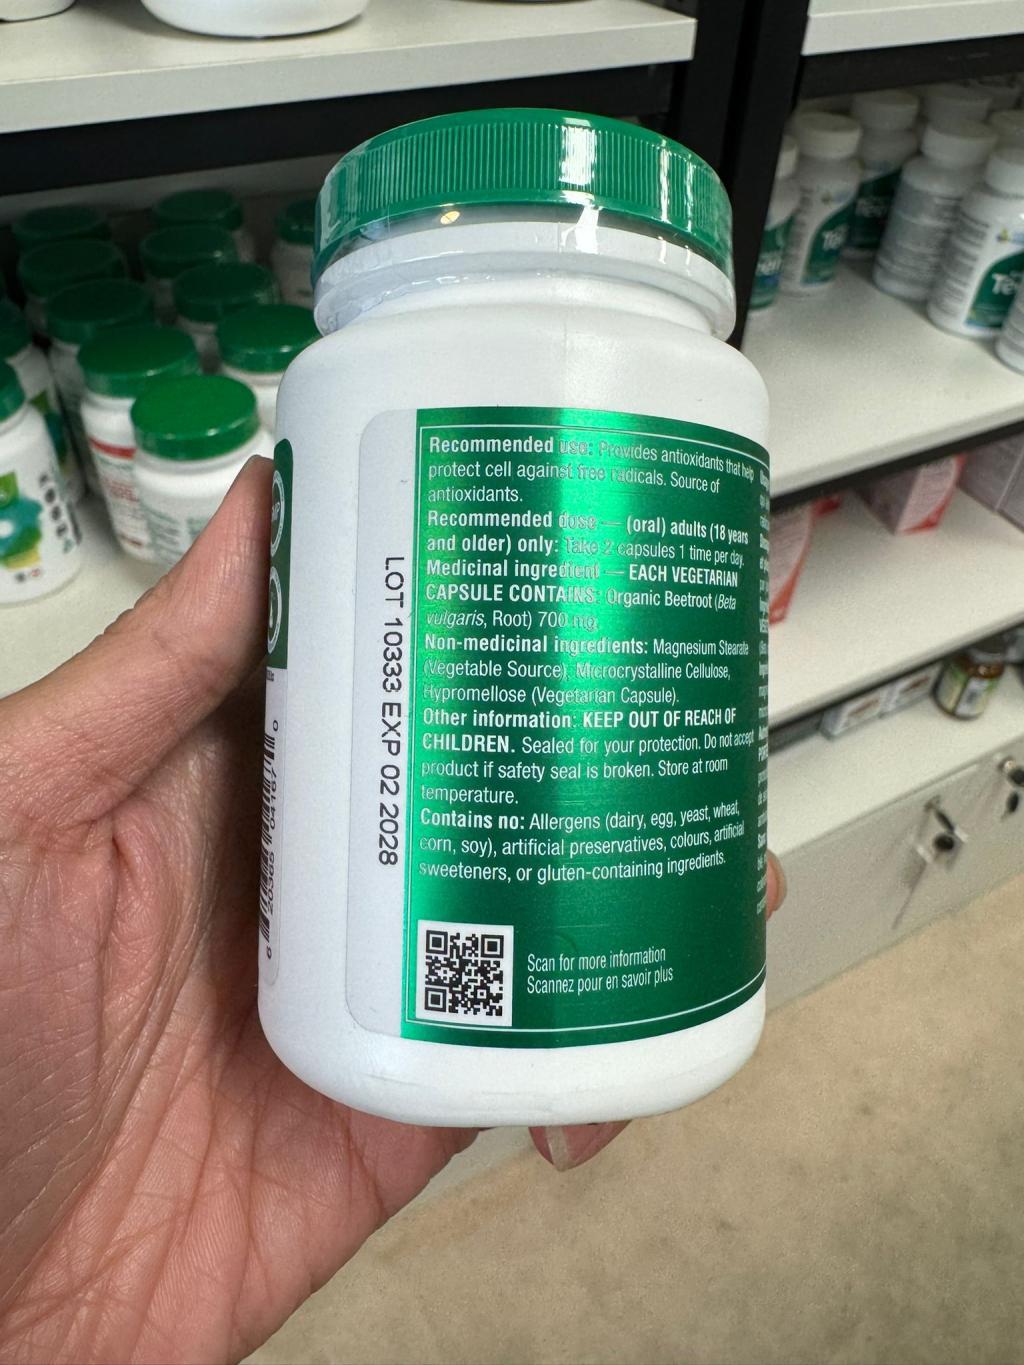 Recommended use: Provides antioxidants that help
protect cell against free radicals. Source of
antioxidants.
Recommended dose — (oral) adults (18 years
and older) only: Take 2 capsules 1 time per day.
Medicinal ingredient — EACH VEGETARIAN
CAPSULE CONTAINS: Organic Beetroot (Beta
vulgaris, Root) 700 mg.
Non-medicinal ingredients: Magnesium Stearate
(Vegetable Source), Microcrystalline Cellulose,
Hypromellose (Vegetarian Capsule).
Other information: KEEP OUT OF REACH OF
CHILDREN. Sealed for your protection. Do not accept
product if safety seal is broken. Store at room
temperature.
Contains no: Allergens (dairy, egg, yeast, wheat,
corn, soy), artificial preservatives, colours, artificial
sweeteners, or gluten-containing ingredients.
Scan for more information
Scannez pour en savoir plus
LOT 10333 EXP 02 2028
6 20365 04167 0